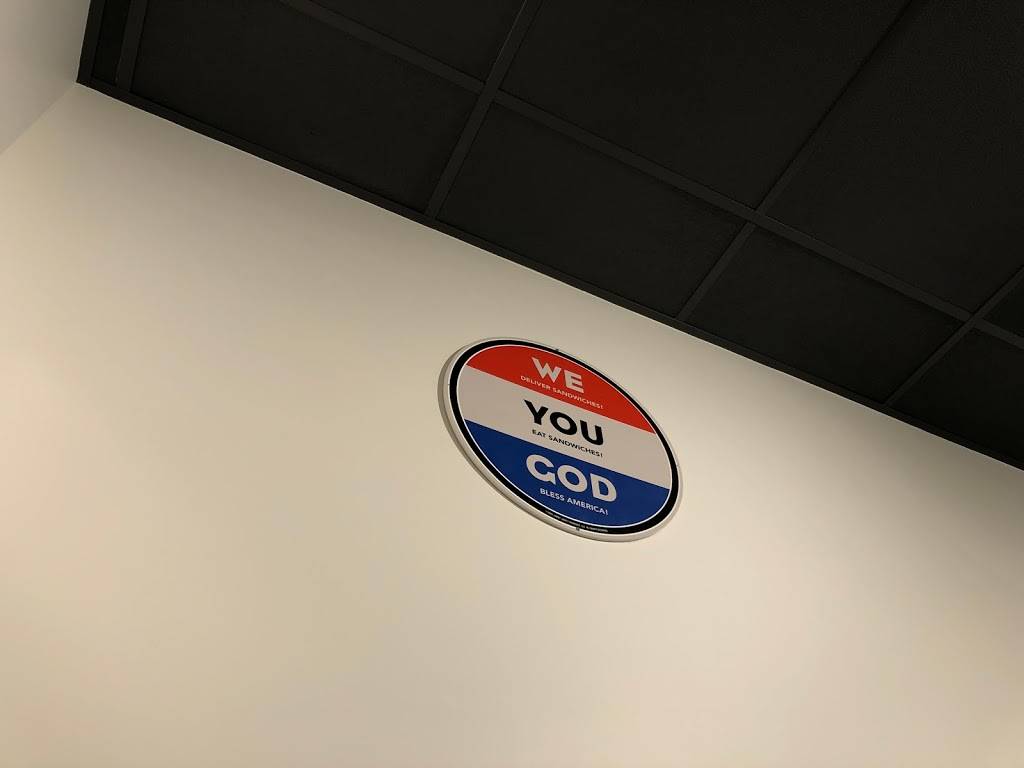 WE
DELIVER SANDWICHES!
YOU
EAT SANDWICHES!
GOD
BLESS AMERICA!